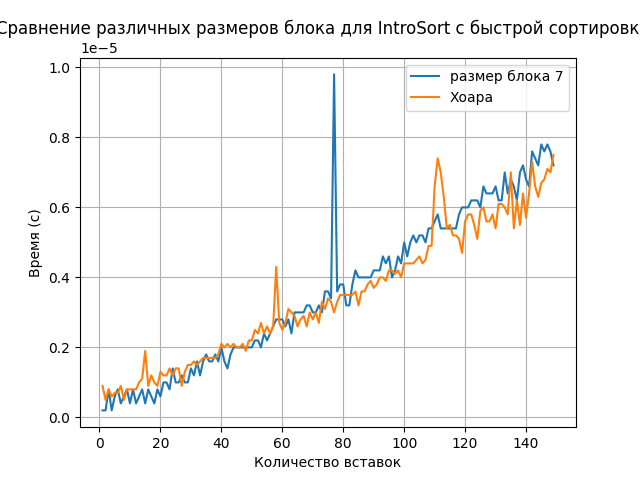 Сравнение различных размеров блока для IntroSort с быстрой сортировк
1e−5
1.0
0.8
0.6
0.4
0.2
0.0
0 20 40 60 80 100 120 140
Время (с)
Количество вставок
размер блока 7
Хоара